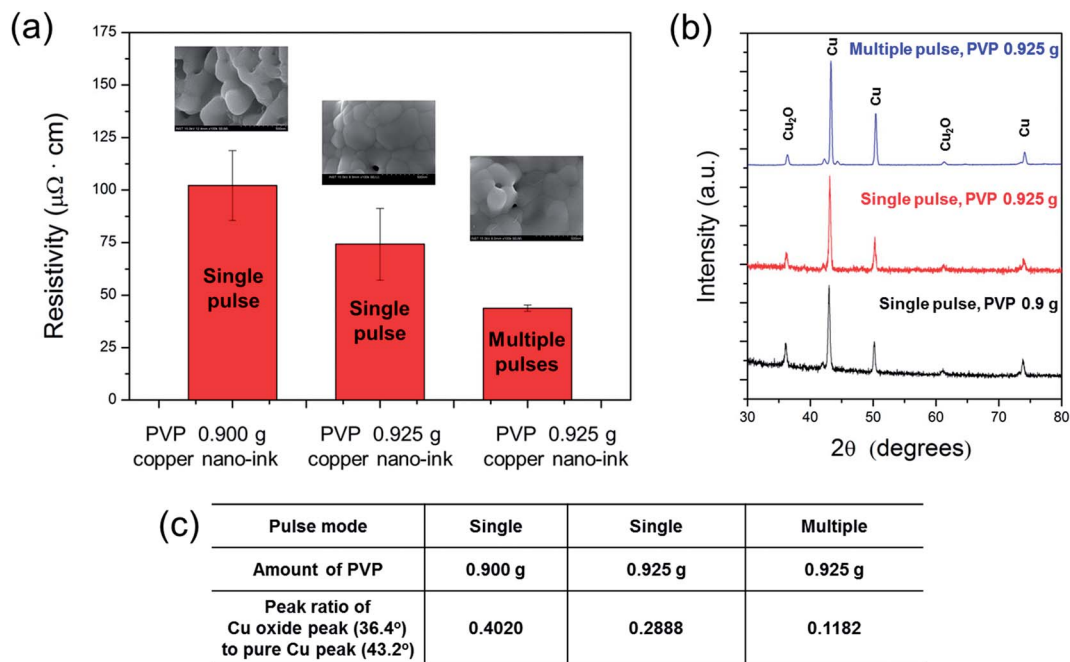 (a)
175
150
125
100
75
50
25
0
Resistivity (μΩ · cm)
Single
pulse
Single
pulse
Multiple
pulses
PVP 0.900 g
copper nano-ink
PVP 0.925 g
copper nano-ink
PVP 0.925 g
copper nano-ink
(b)
Intensity (a.u.)
Cu₂O
Cu
Cu
Cu₂O
Cu
Multiple pulse, PVP 0.925 g
Single pulse, PVP 0.925 g
Single pulse, PVP 0.9 g
30
40
50
60
70
80
2θ (degrees)
(c)
Pulse mode Single Single Multiple
Amount of PVP 0.900 g 0.925 g 0.925 g
Peak ratio of
Cu oxide peak (36.4°)
to pure Cu peak (43.2°)
0.4020 0.2888 0.1182